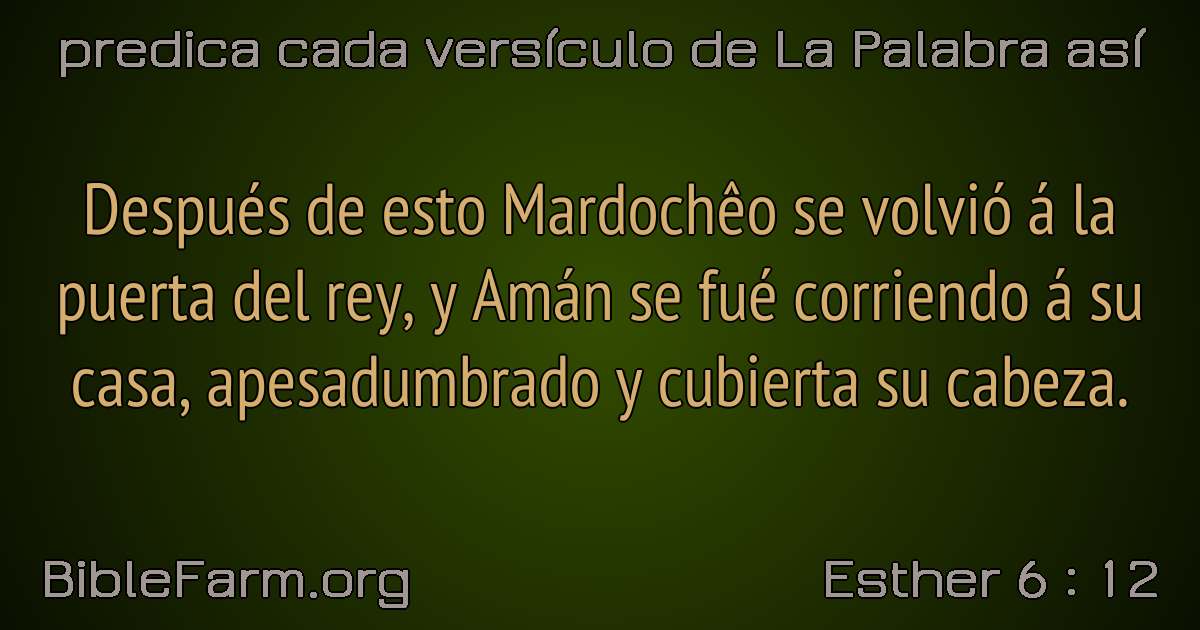 predica cada versículo de La Palabra así
Después de esto Mardochêo se volvió á la
puerta del rey, y Amán se fué corriendo á su
casa, apesadumbrado y cubierta su cabeza.
BibleFarm.org
Esther 6 : 12